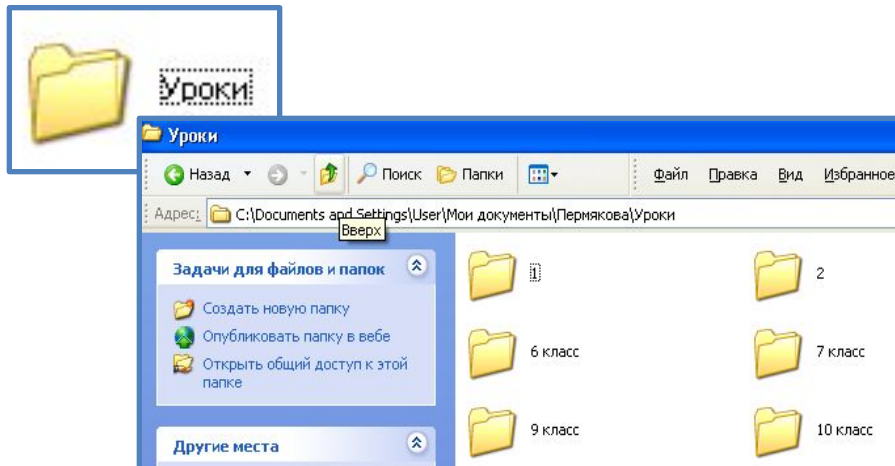 Уроки
Уроки
Назад Поиск Папки Файл Правка Вид Избранное
Адрес: C:\Documents and Settings\User\Мои документы\Пермякова\Уроки
Вверх
Задачи для файлов и папок
Создать новую папку
Опубликовать папку в вебе
Открыть общий доступ к этой
папке
Другие места
1 2
6 класс 7 класс
9 класс 10 класс